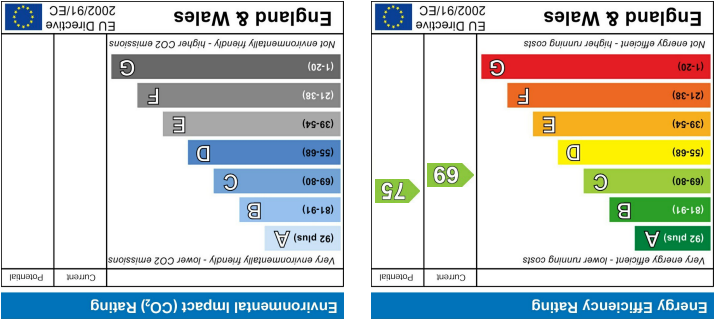 Energy Efficiency Rating
Current
Potential
Very energy efficient - lower running costs
(92 plus) A
(81-91) B
(69-80) C
(55-68) D
(39-54) E
(21-38) F
(1-20) G
69
75
Not energy efficient - higher running costs
England & Wales
EU Directive
2002/91/EC
Environmental Impact (CO₂) Rating
Current
Potential
Very environmentally friendly - lower CO2 emissions
(92 plus) A
(81-91) B
(69-80) C
(55-68) D
(39-54) E
(21-38) F
(1-20) G
Not environmentally friendly - higher CO2 emissions
England & Wales
EU Directive
2002/91/EC